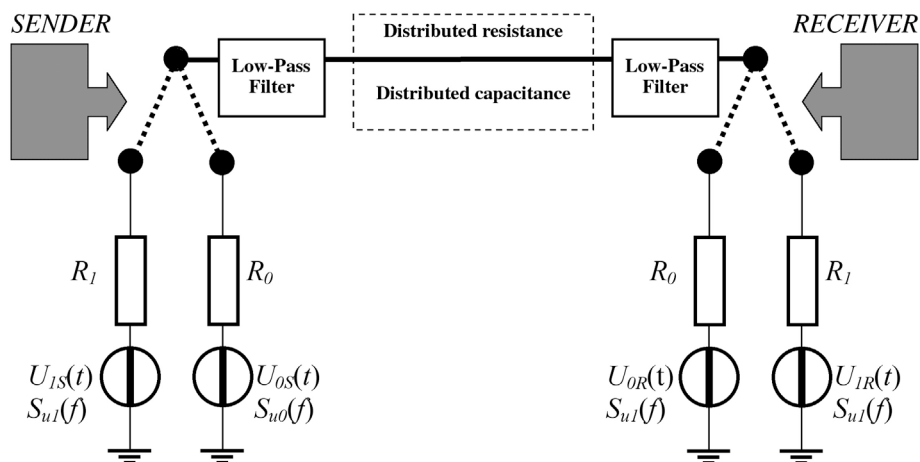 SENDER
RECEIVER
Distributed resistance
Low-Pass
Filter
Low-Pass
Filter
Distributed capacitance
R1
R0
R0
R1
U1S(t)
U0S(t)
U0R(t)
U1R(t)
Su1(f)
Su0(f)
Su1(f)
Su1(f)